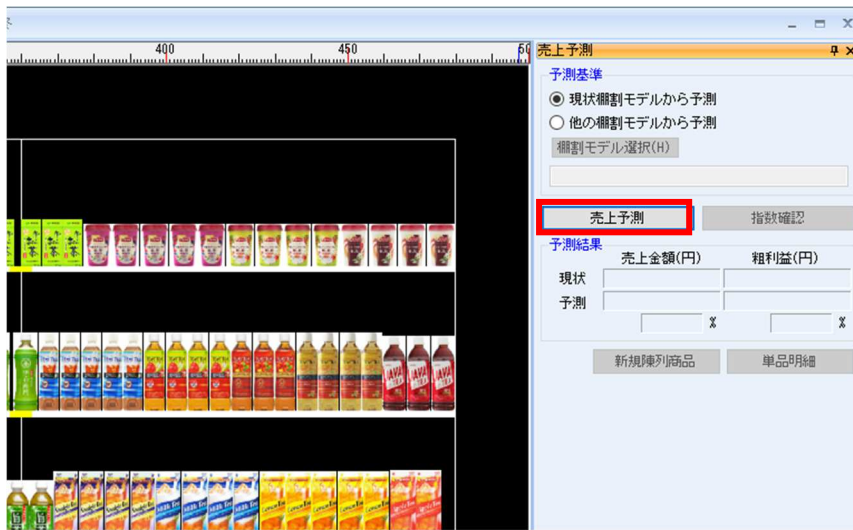 400
450
売上予測
予測基準
現状棚割モデルから予測
他の棚割モデルから予測
棚割モデル選択(H)
売上予測
指数確認
予測結果
売上金額(円)
粗利益(円)
現状
予測
%
%
新規陳列商品
単品明細